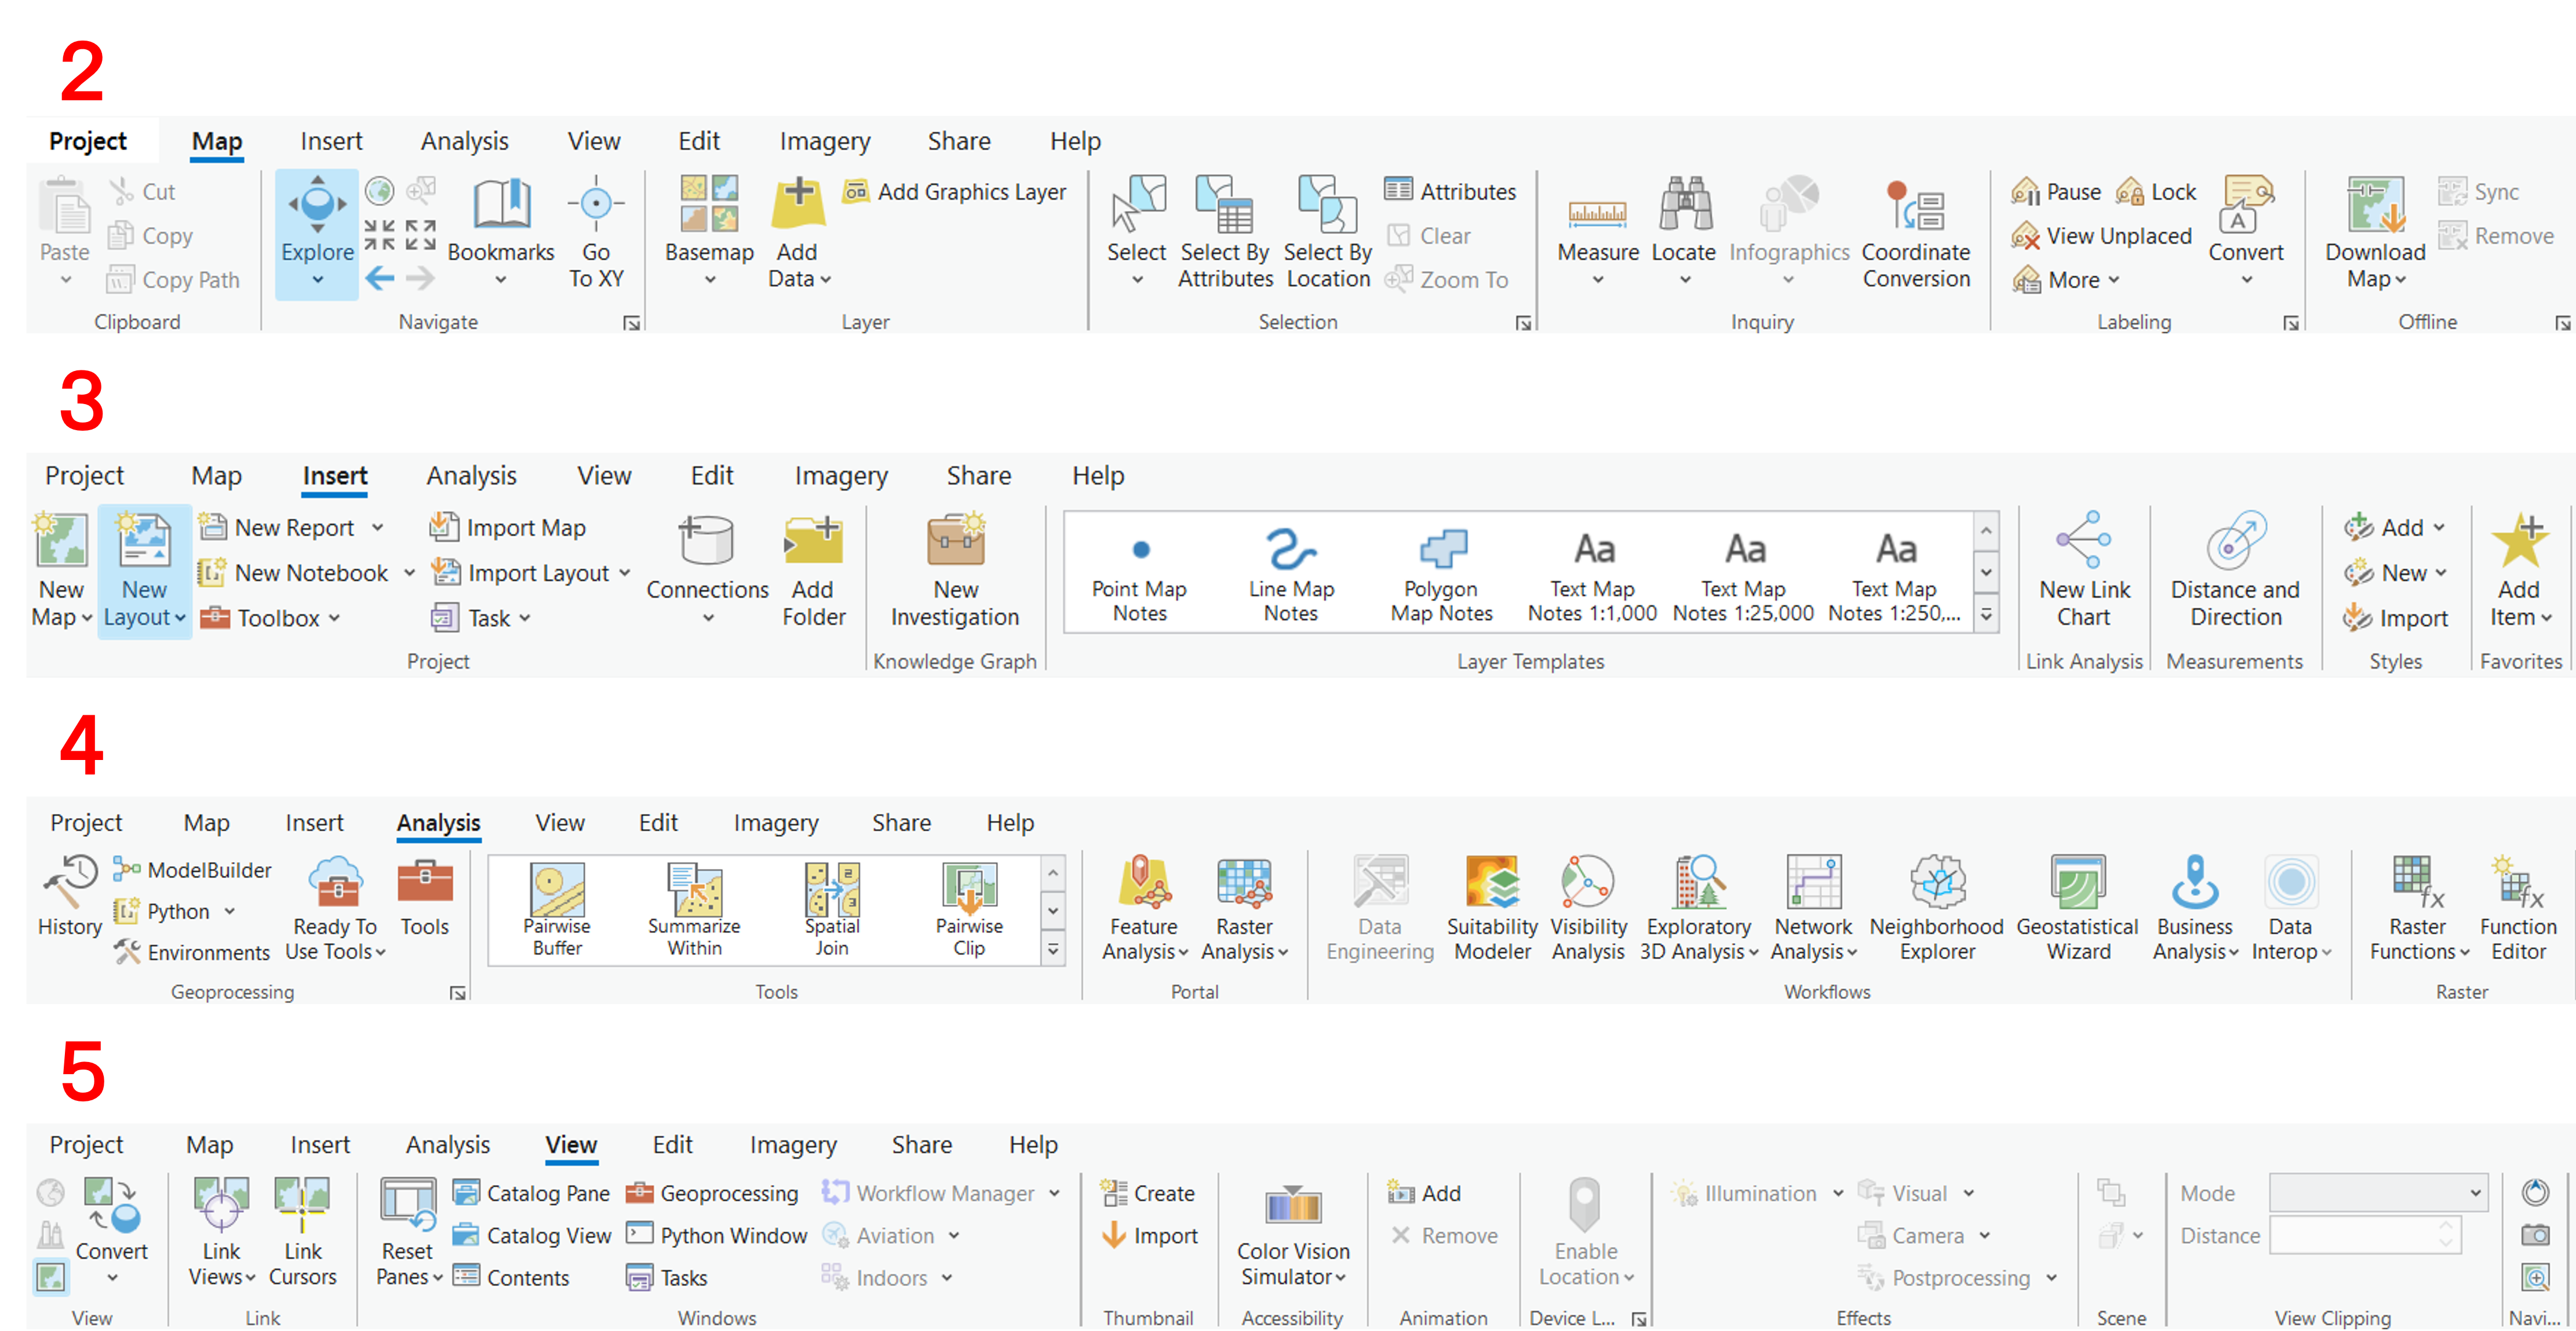 2
Project Map Insert Analysis View Edit Imagery Share Help
Paste
Cut
Copy
Copy Path
Clipboard
Explore
Bookmarks
Go
To XY
Navigate
Basemap
Add
Data
Add Graphics Layer
Layer
Select
Select By
Attributes
Select By
Location
Attributes
Clear
Zoom To
Selection
Measure
Locate
Infographics
Coordinate
Conversion
Inquiry
Pause
Lock
View Unplaced
More
A
Convert
Labeling
Download
Map
Sync
Remove
Offline
3
Project Map Insert Analysis View Edit Imagery Share Help
New
Map
New
Layout
New Report
New Notebook
Toolbox
Import Map
Import Layout
Task
Connections
Add
Folder
Project
New
Investigation
Knowledge Graph
Point Map
Notes
Line Map
Notes
Polygon
Map Notes
Aa
Text Map
Notes 1:1,000
Aa
Text Map
Notes 1:25,000
Aa
Text Map
Notes 1:250,...
Layer Templates
New Link
Chart
Link Analysis
Distance and
Direction
Measurements
Add
New
Import
Styles
Add
Item
Favorites
4
Project Map Insert Analysis View Edit Imagery Share Help
History
ModelBuilder
Python
Environments
Ready To
Use Tools
Tools
Geoprocessing
Pairwise
Buffer
Summarize
Within
Spatial
Join
Pairwise
Clip
Tools
Feature
Analysis
Raster
Analysis
Portal
Data
Engineering
Suitability
Modeler
Visibility
Analysis
Exploratory
3D Analysis
Network
Analysis
Neighborhood
Explorer
Geostatistical
Wizard
Business
Analysis
Data
Interop
Workflows
fx
Raster
Functions
fx
Function
Editor
Raster
5
Project Map Insert Analysis View Edit Imagery Share Help
Convert
View
Link
Views
Link
Cursors
Link
Reset
Panes
Catalog Pane
Catalog View
Contents
Geoprocessing
Python Window
Tasks
Workflow Manager
Aviation
Indoors
Windows
Create
Import
Thumbnail
Color Vision
Simulator
Accessibility
Add
Remove
Animation
Enable
Location
Device L...
Illumination
Visual
Camera
Postprocessing
Effects
Scene
Mode
Distance
View Clipping
Navi...